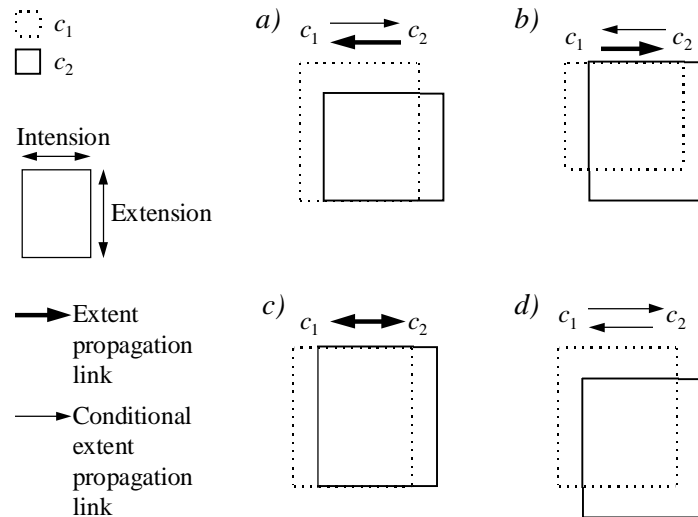 c1
c2
Intension
Extension
Extent
propagation
link
Conditional
extent
propagation
link
a)
c1 c2
b)
c1 c2
c)
c1 c2
d)
c1 c2